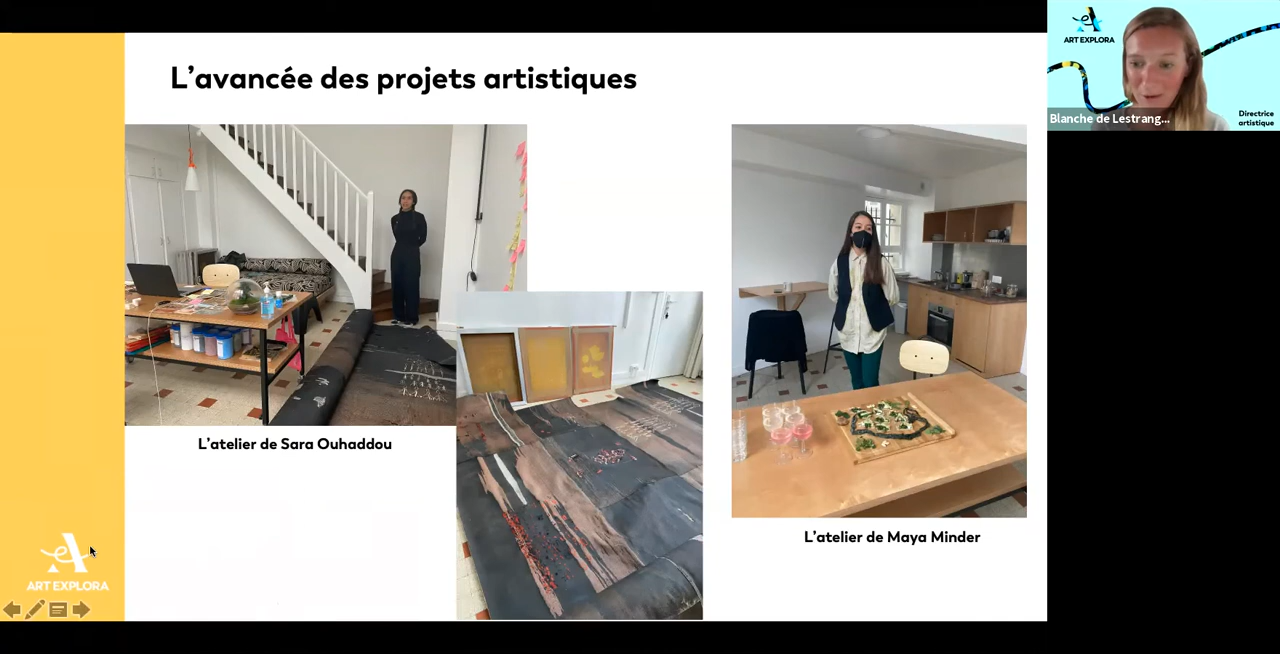 L’avancée des projets artistiques
L’atelier de Sara Ouhaddou
L’atelier de Maya Minder
ART EXPLORA
ART EXPLORA
Blanche de Lestrang...
Directrice
artistique